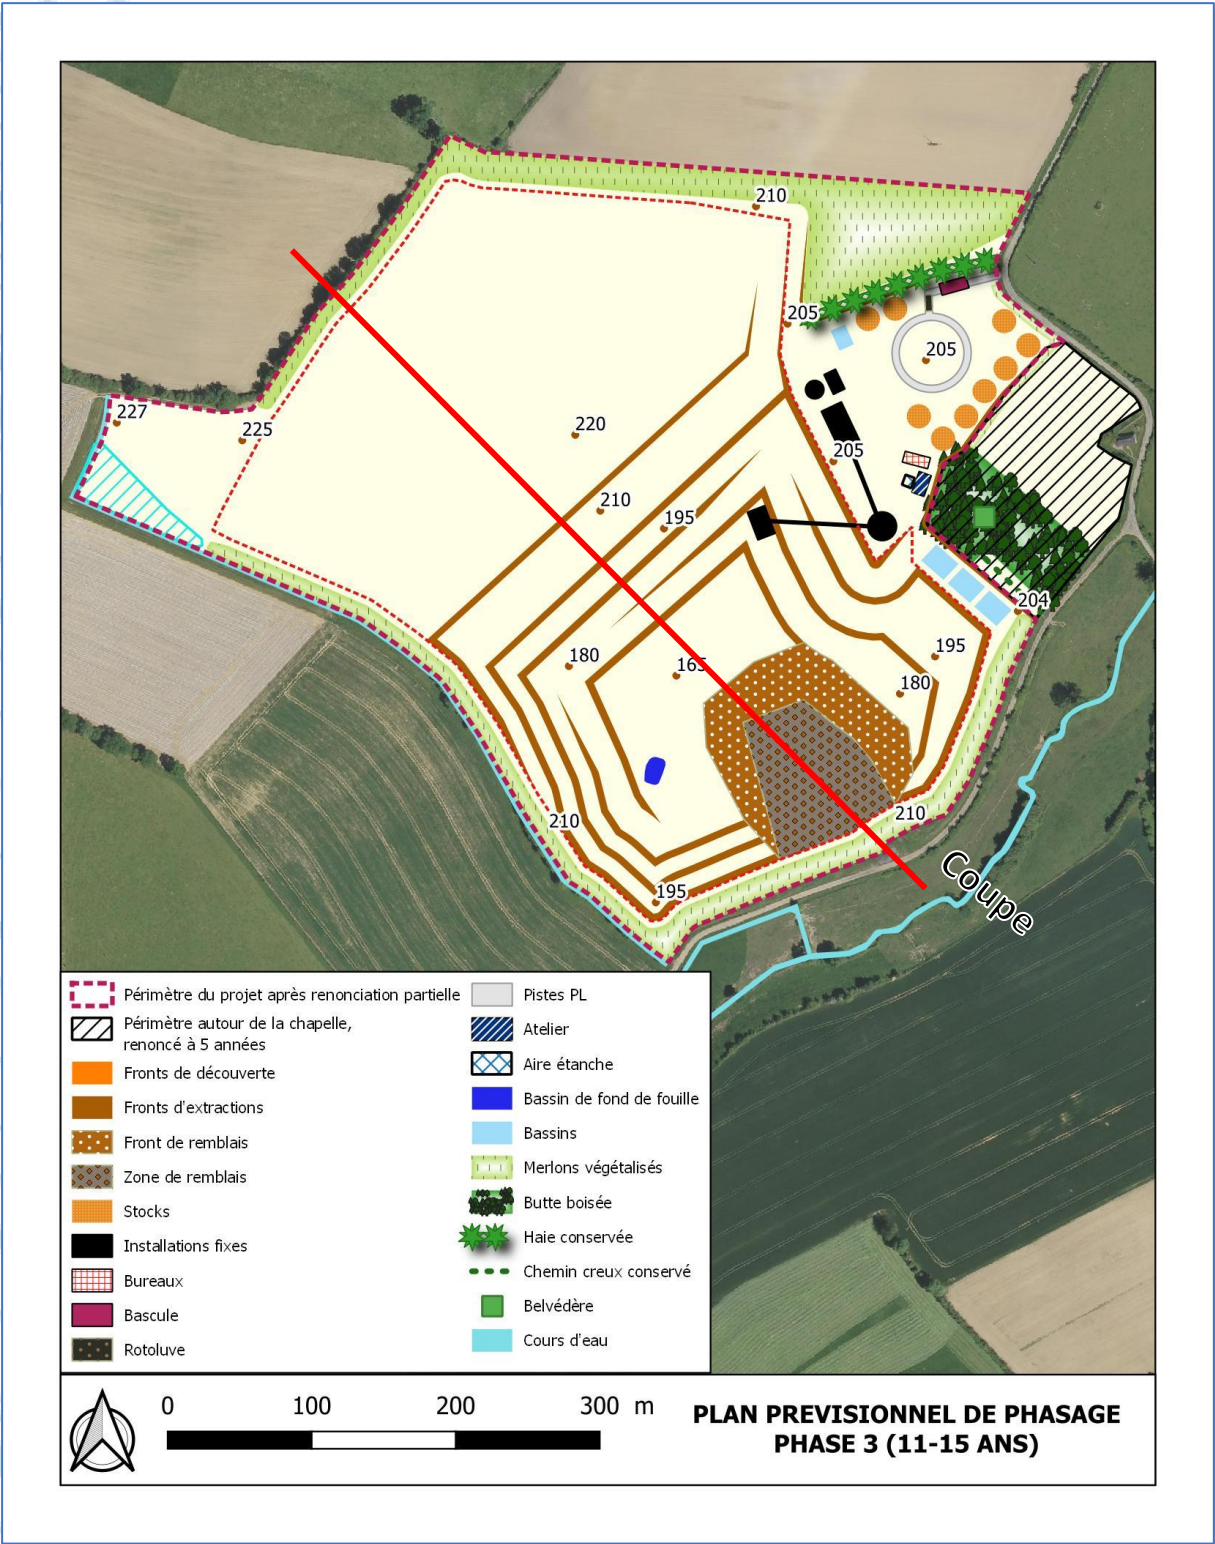 210
205
205
227
225
220
205
210
195
204
195
180
165
180
210
210
195
Coupe
Périmètre du projet après renonciation partielle
Périmètre autour de la chapelle,
renoncé à 5 années
Fronts de découverte
Fronts d'extractions
Front de remblais
Zone de remblais
Stocks
Installations fixes
Bureaux
Bascule
Rotoluve
Pistes PL
Atelier
Aire étanche
Bassin de fond de fouille
Bassins
Merlons végétalisés
Butte boisée
Haie conservée
Chemin creux conservé
Belvédère
Cours d'eau
0 100 200 300 m
PLAN PREVISIONNEL DE PHASAGE
PHASE 3 (11-15 ANS)